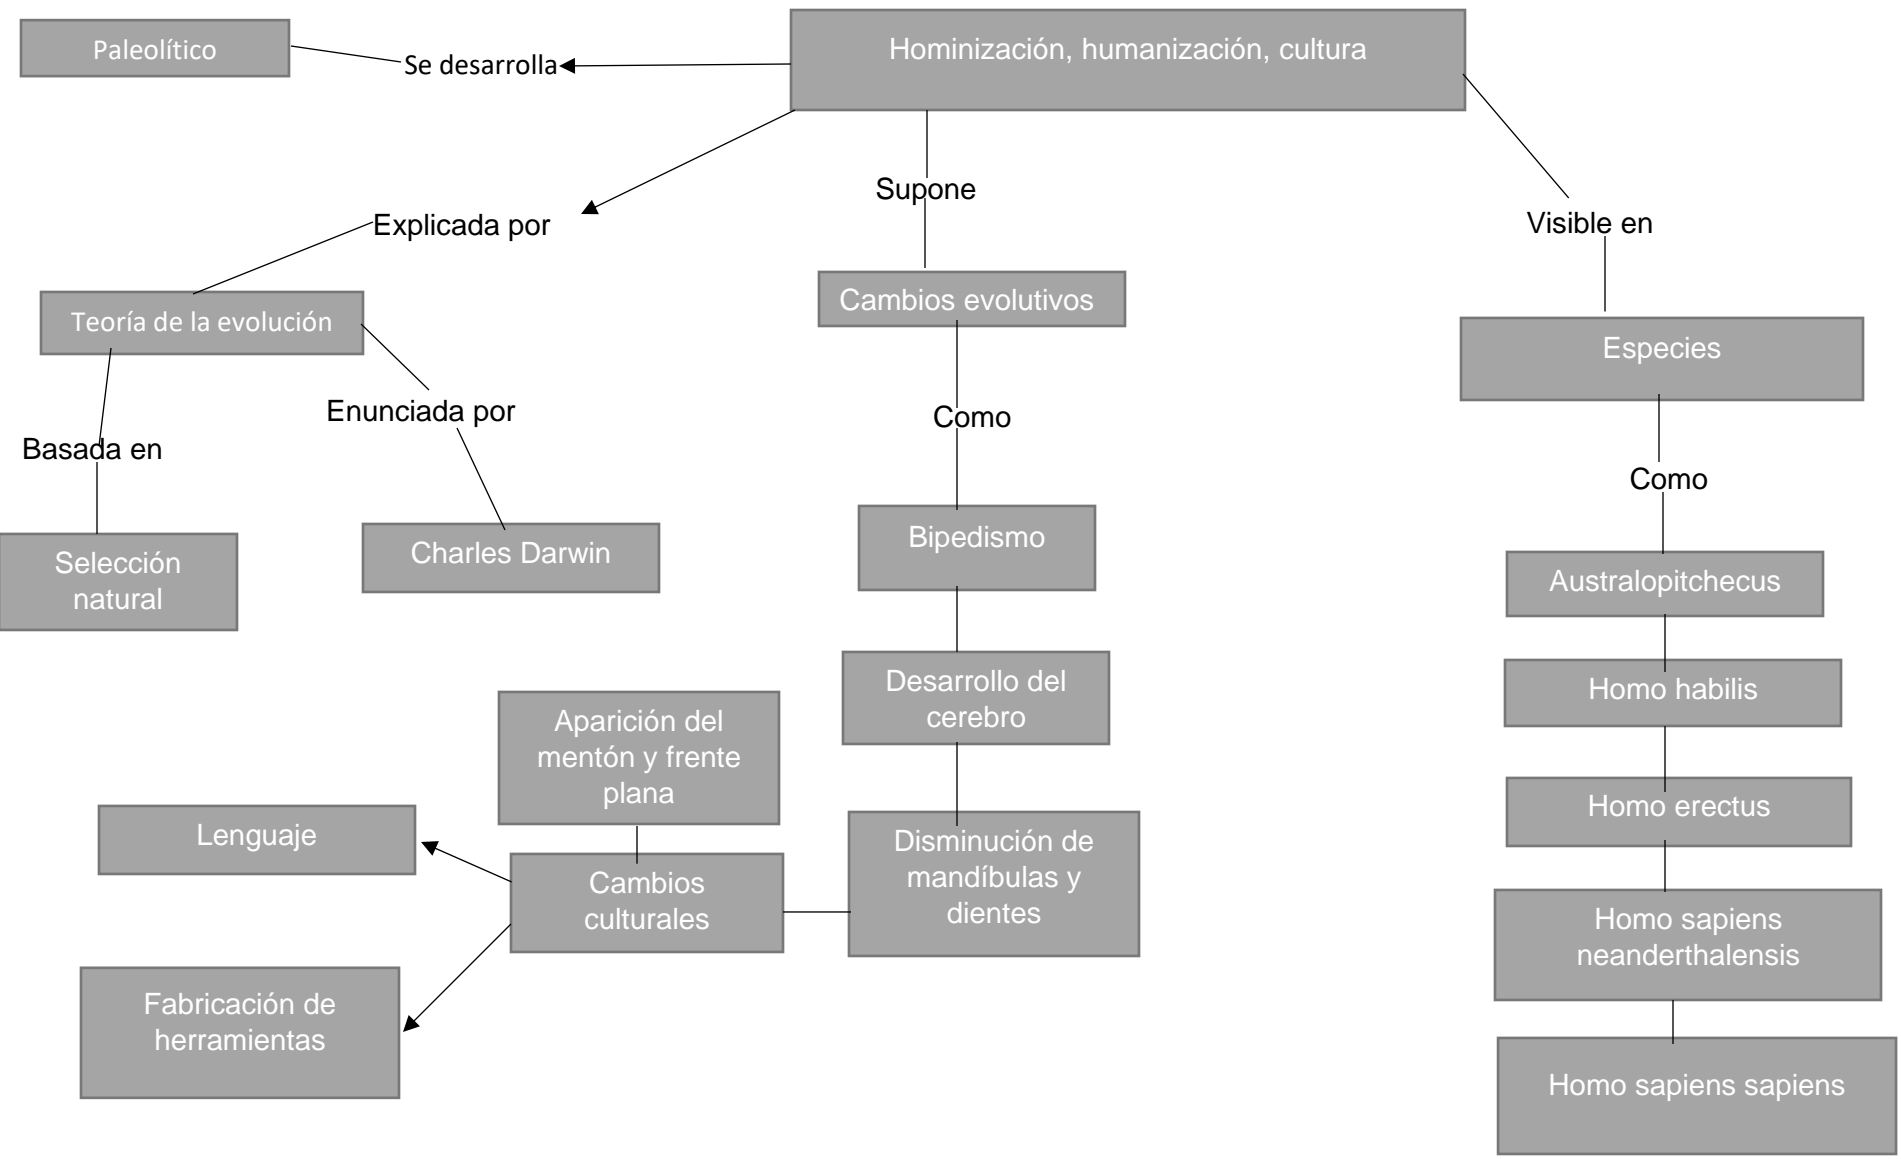 Paleolítico
Se desarrolla
Hominización, humanización, cultura
Supone
Explicada por
Visible en
Teoría de la evolución
Cambios evolutivos
Especies
Enunciada por
Como
Basada en
Como
Selección
natural
Charles Darwin
Bipedismo
Australopitchecus
Desarrollo del
cerebro
Homo habilis
Aparición del
mentón y frente
plana
Homo erectus
Lenguaje
Disminución de
mandíbulas y
dientes
Cambios
culturales
Homo sapiens
neanderthalensis
Fabricación de
herramientas
Homo sapiens sapiens